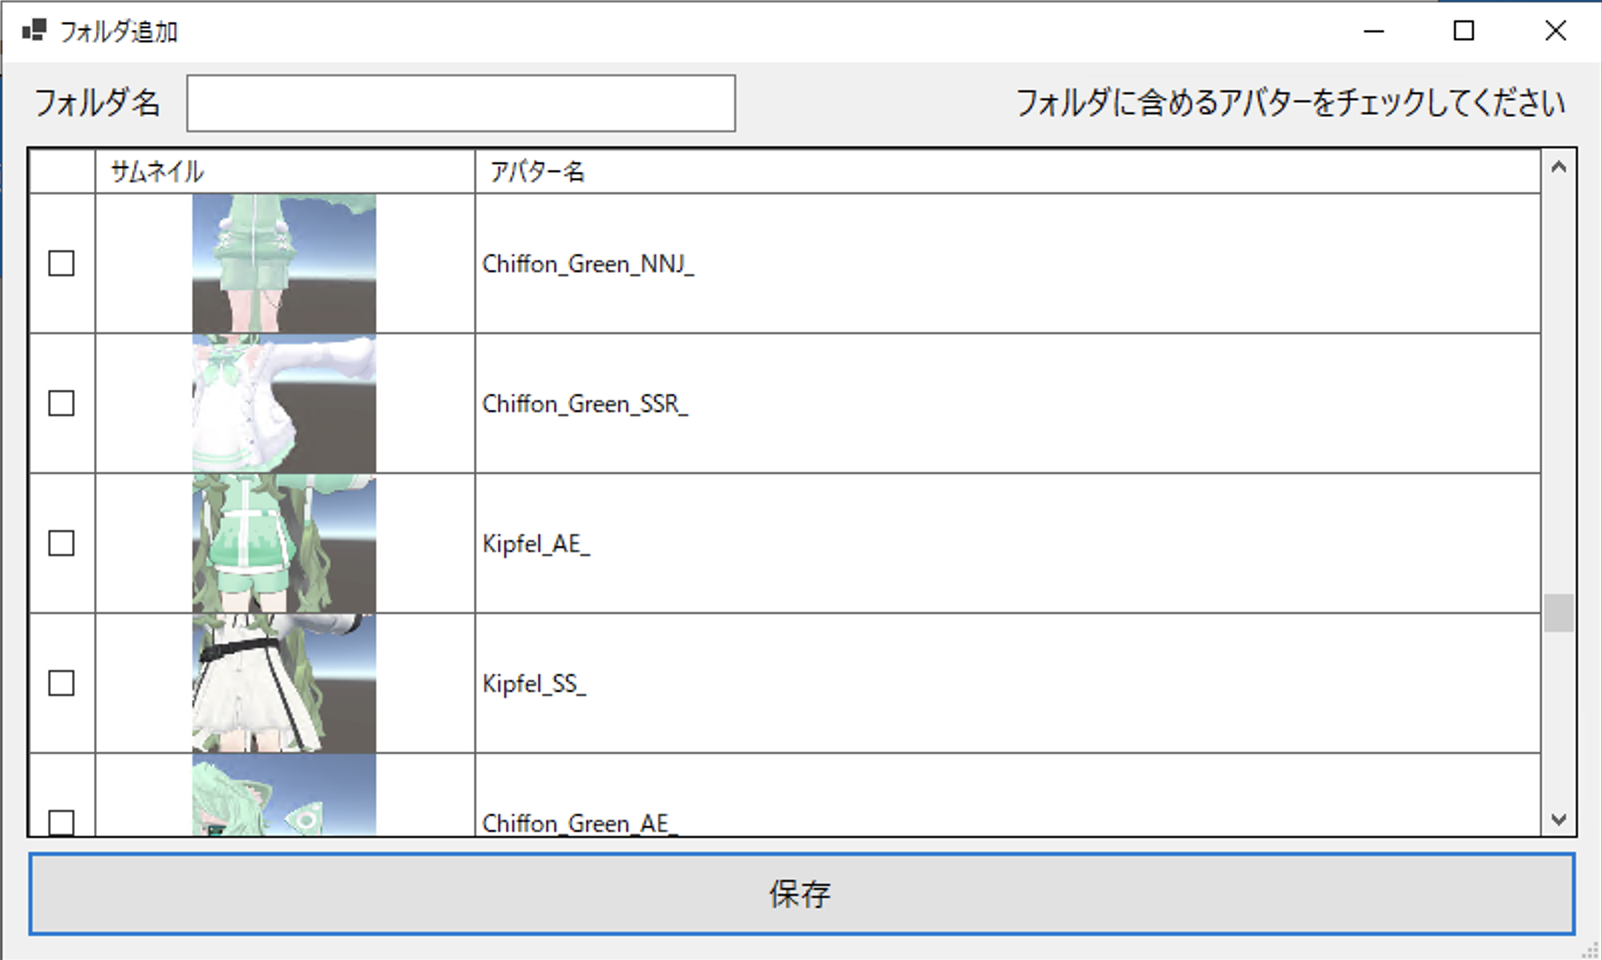 フォルダ追加
フォルダ名
フォルダに含めるアバターをチェックしてください
サムネイル アバター名
Chiffon_Green_NNJ_
Chiffon_Green_SSR_
Kipfel_AE_
Kipfel_SS_
Chiffon_Green_AE_
保存